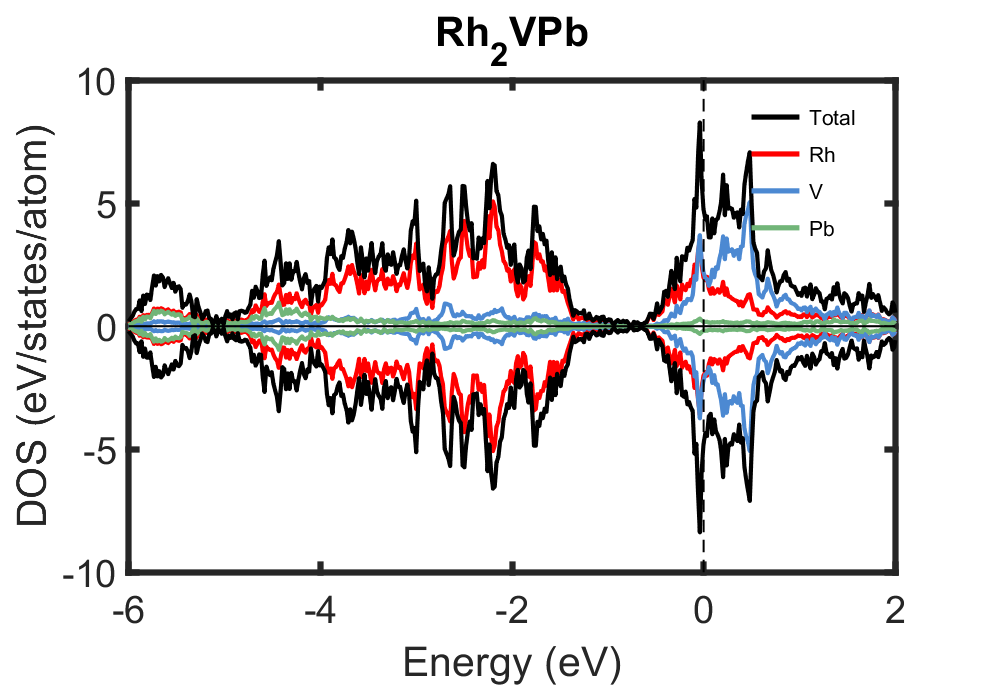 Rh₂VPb
DOS (eV/states/atom)
10
5
0
-5
-10
Total
Rh
V
Pb
-6 -4 -2 0 2
Energy (eV)